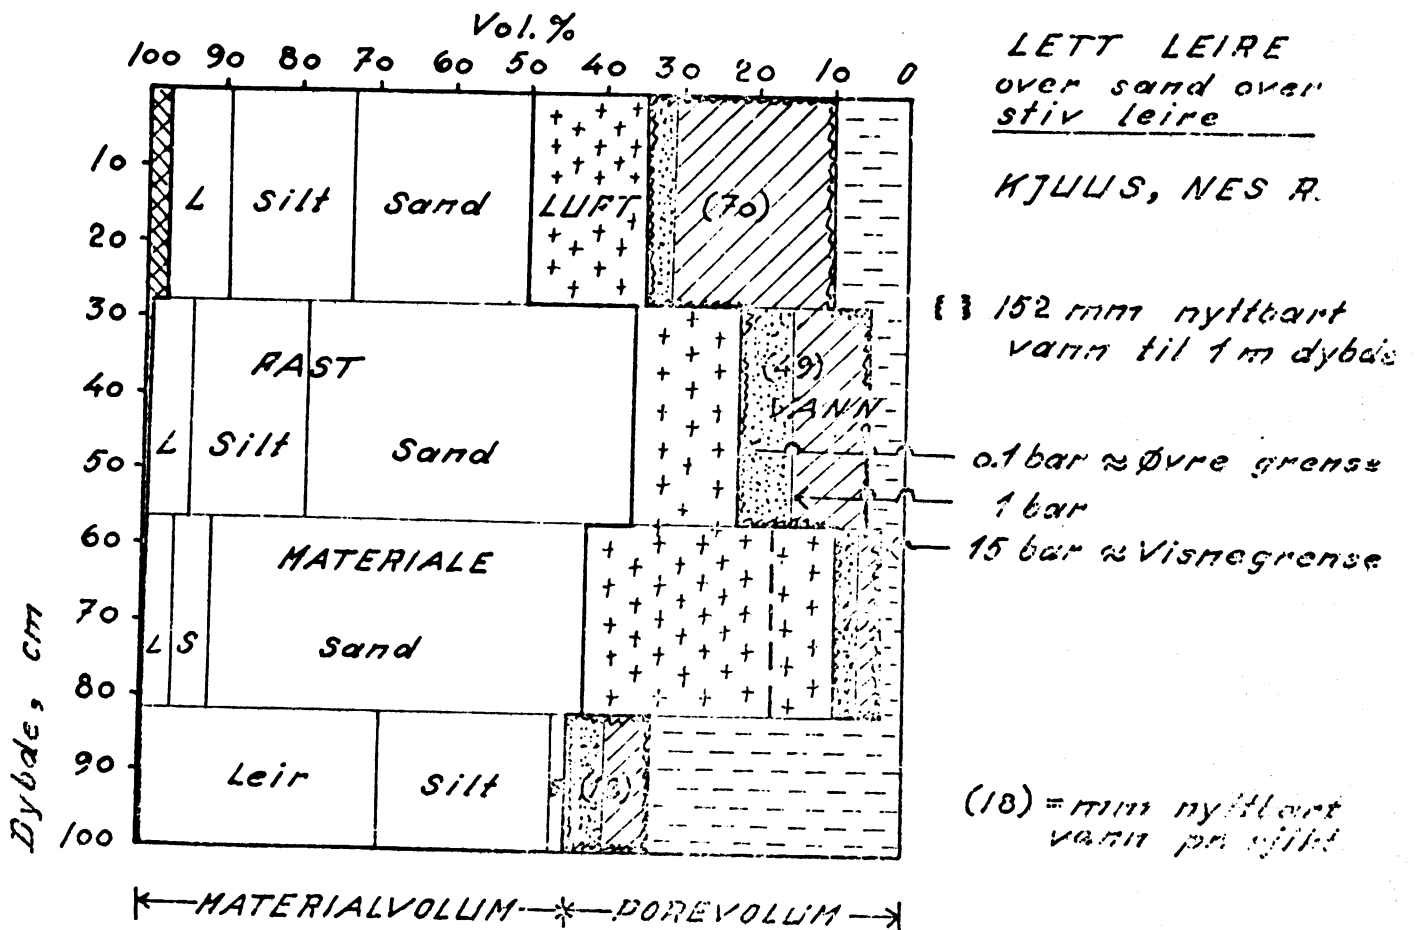 Vol.%
100 90 80 70 60 50 40 30 20 10 0
LETT LEIRE
over sand over
stiv leire
KJUUS, NES R.
10
20
30
40
50
60
70
80
90
100
Dybde, cm
L Silt Sand LUFT (70)
FAST (49)
VANN
L Silt Sand
MATERIALE
L S Sand
Leir Silt
152 mm nyttbart
vann til 1 m dybde
0.1 bar ≈ Øvre grense
1 bar
15 bar ≈ Visnegrense
(18) = mm nyttbart
vann pr.
MATERIALVOLUM POREVOLUM